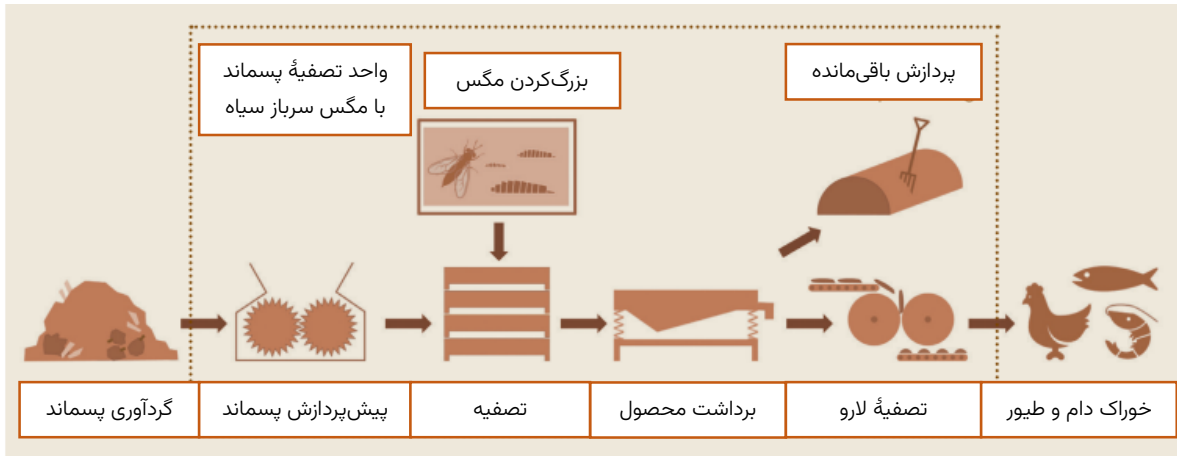 واحد تصفیهٔ پسماند
با مگس سرباز سیاه
بزرگ‌کردن مگس
پردازش باقی‌مانده
گردآوری پسماند
پیش‌پردازش پسماند
تصفیه
برداشت محصول
تصفیهٔ لارو
خوراک دام و طیور